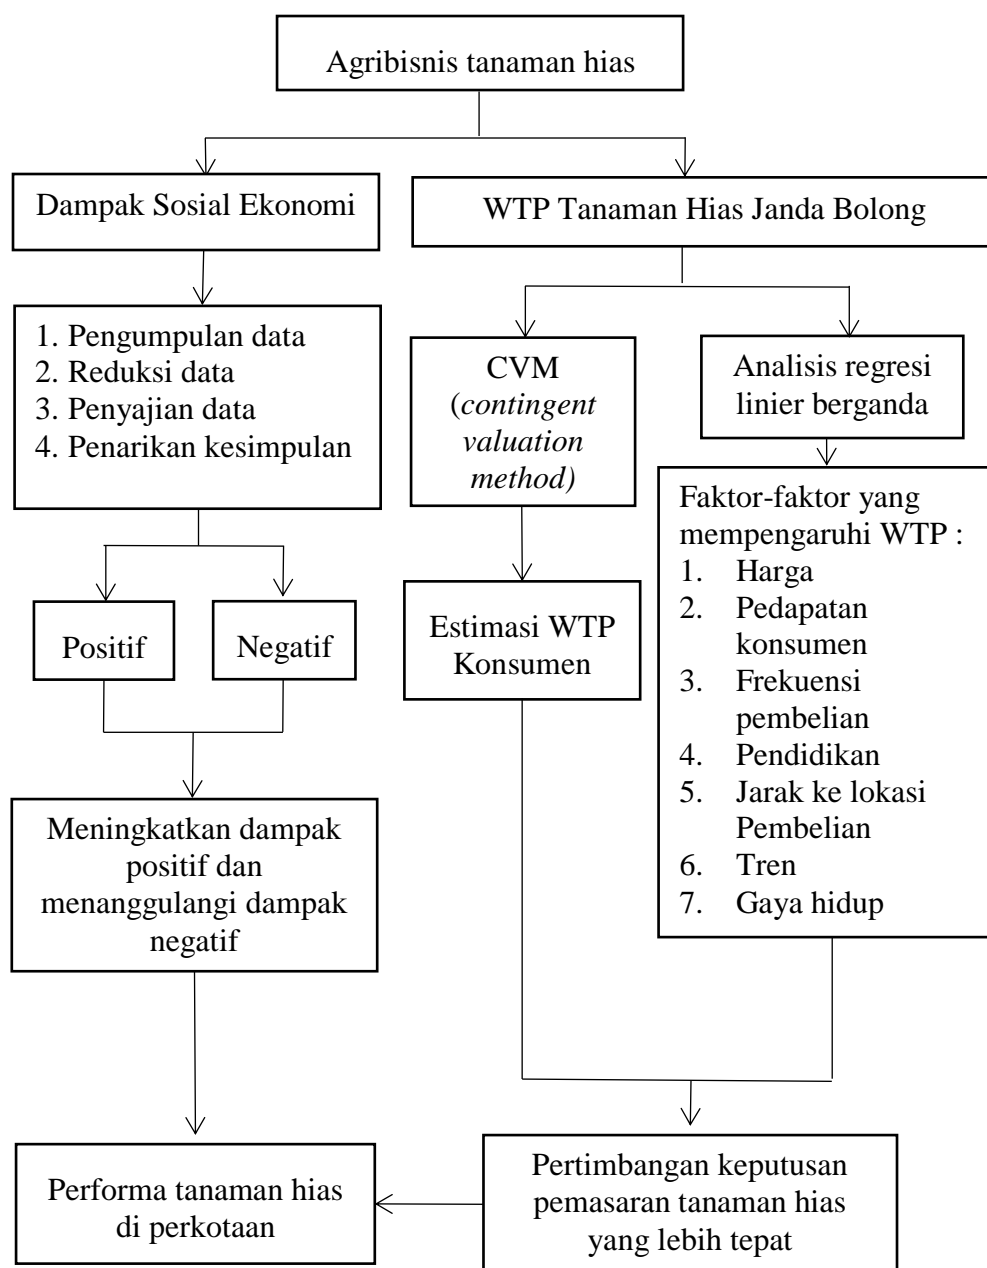 Agribisnis tanaman hias
Dampak Sosial Ekonomi
WTP Tanaman Hias Janda Bolong
1. Pengumpulan data
2. Reduksi data
3. Penyajian data
4. Penarikan kesimpulan
CVM
(contingent
valuation
method)
Analisis regresi
linier berganda
Faktor-faktor yang
mempengaruhi WTP :
1. Harga
2. Pedapatan
konsumen
3. Frekuensi
pembelian
4. Pendidikan
5. Jarak ke lokasi
Pembelian
6. Tren
7. Gaya hidup
Positif
Negatif
Estimasi WTP
Konsumen
Meningkatkan dampak
positif dan
menanggulangi dampak
negatif
Performa tanaman hias
di perkotaan
Pertimbangan keputusan
pemasaran tanaman hias
yang lebih tepat